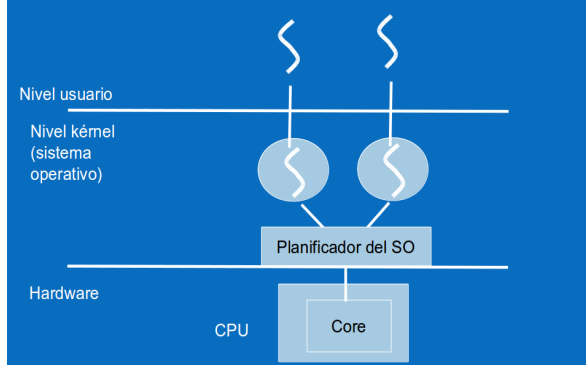 Nivel usuario
Nivel kérnel
(sistema
operativo)
Planificador del SO
Hardware
CPU
Core